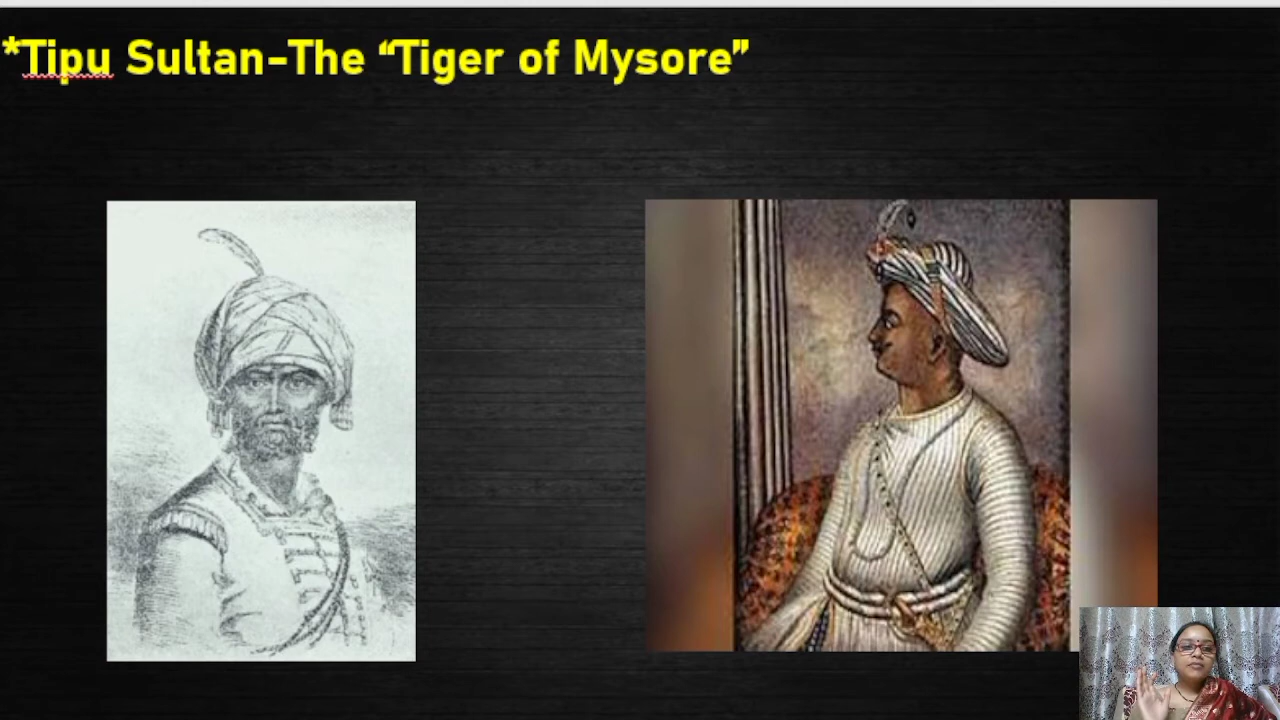 *Tipu Sultan-The “Tiger of Mysore”